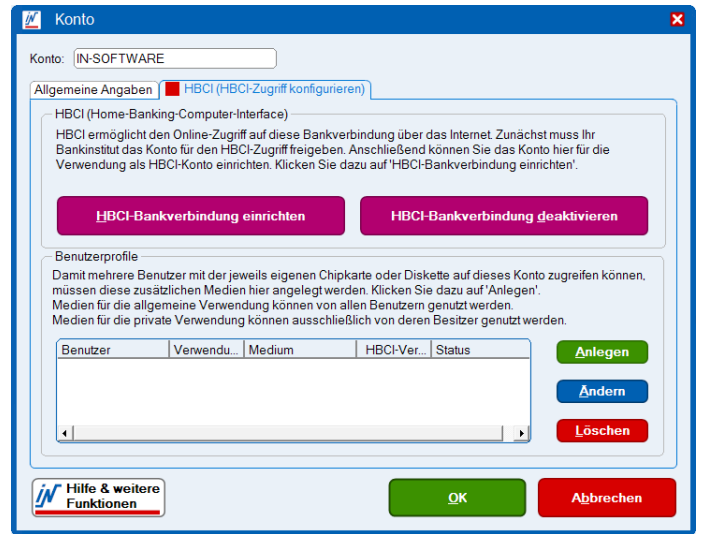 Konto
Konto: IN-SOFTWARE
Allgemeine Angaben HBCI (HBCI-Zugriff konfigurieren)
HBCI (Home-Banking-Computer-Interface)
HBCI ermöglicht den Online-Zugriff auf diese Bankverbindung über das Internet. Zunächst muss Ihr
Bankinstitut das Konto für den HBCI-Zugriff freigeben. Anschließend können Sie das Konto hier für die
Verwendung als HBCI-Konto einrichten. Klicken Sie dazu auf 'HBCI-Bankverbindung einrichten'.
HBCI-Bankverbindung einrichten HBCI-Bankverbindung deaktivieren
Benutzerprofile
Damit mehrere Benutzer mit der jeweils eigenen Chipkarte oder Diskette auf dieses Konto zugreifen können,
müssen diese zusätzlichen Medien hier angelegt werden. Klicken Sie dazu auf 'Anlegen'.
Medien für die allgemeine Verwendung können von allen Benutzern genutzt werden.
Medien für die private Verwendung können ausschließlich von deren Besitzer genutzt werden.
Benutzer Verwendu... Medium HBCI-Ver... Status
Anlegen
Ändern
Löschen
iN Hilfe & weitere
Funktionen
OK
Abbrechen